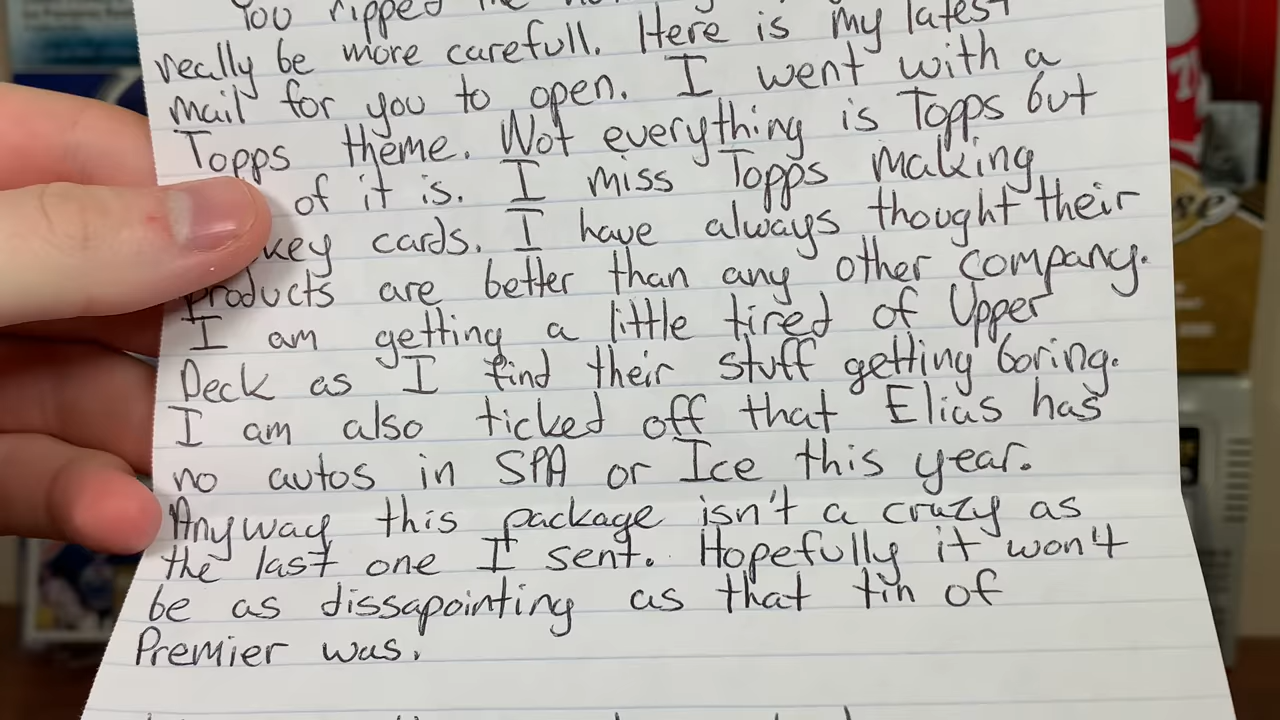 You ripped
really be more carefull. Here is my latest
mail for you to open. I went with a
Topps theme. Not everything is Topps but
of it is. I miss Topps making
key cards. I have always thought their
products are better than any other company.
I am getting a little tired of Upper
Deck as I find their stuff getting boring.
I am also ticked off that Elias has
no autos in SPA or Ice this year.
Anyway this package isn't a crazy as
the last one I sent. Hopefully it won't
be as dissapointing as that tin of
Premier was.